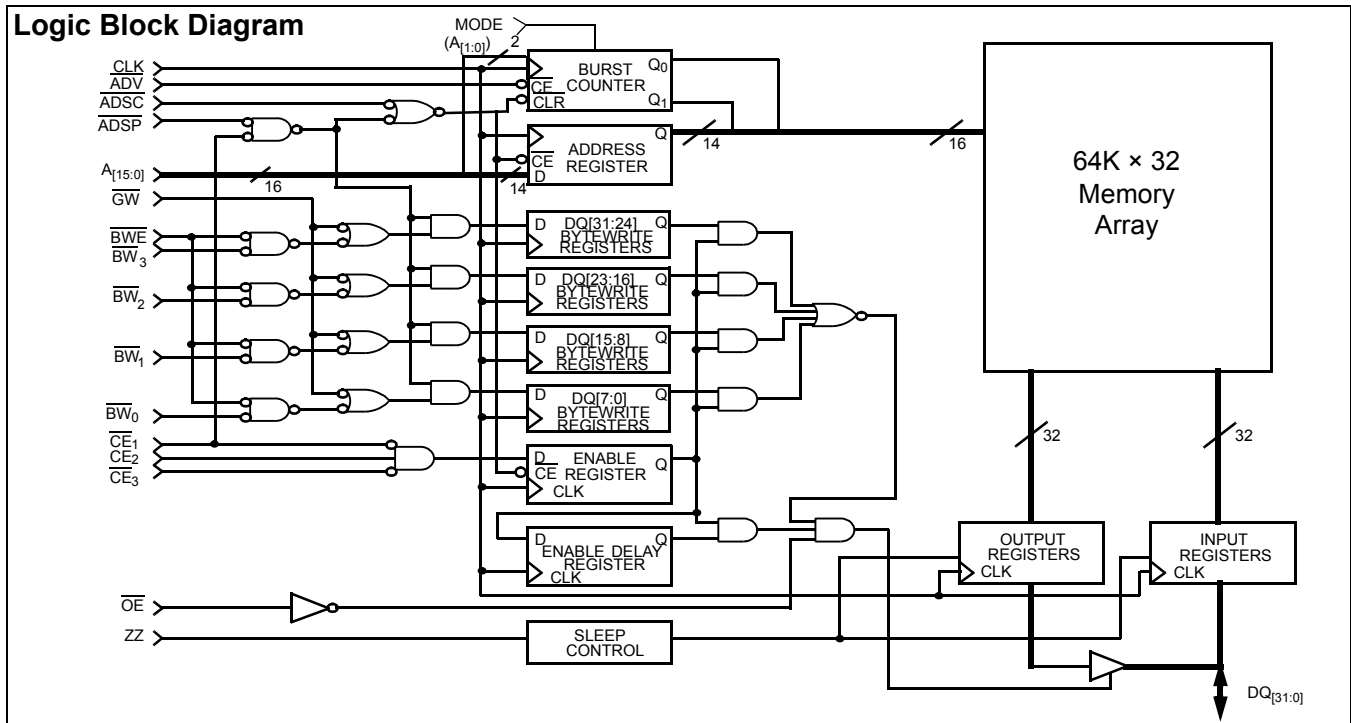 Logic Block Diagram
MODE
(A[1:0])
2
CLK
ADV
ADSC
ADSP
A[15:0]
16
GW
BWE
BW3
BW2
BW1
BW0
CE1
CE2
CE3
OE
ZZ
BURST
COUNTER
CE
CLR
Q0
Q1
ADDRESS
REGISTER
CE
D
Q
14
14
16
D
DQ[31:24]
BYTEWRITE
REGISTERS
Q
D
DQ[23:16]
BYTEWRITE
REGISTERS
Q
D
DQ[15:8]
BYTEWRITE
REGISTERS
Q
D
DQ[7:0]
BYTEWRITE
REGISTERS
Q
D
ENABLE
REGISTER
CE
CLK
Q
D
ENABLE DELAY
REGISTER
CLK
Q
SLEEP
CONTROL
64K × 32
Memory
Array
32
32
OUTPUT
REGISTERS
CLK
INPUT
REGISTERS
CLK
DQ[31:0]